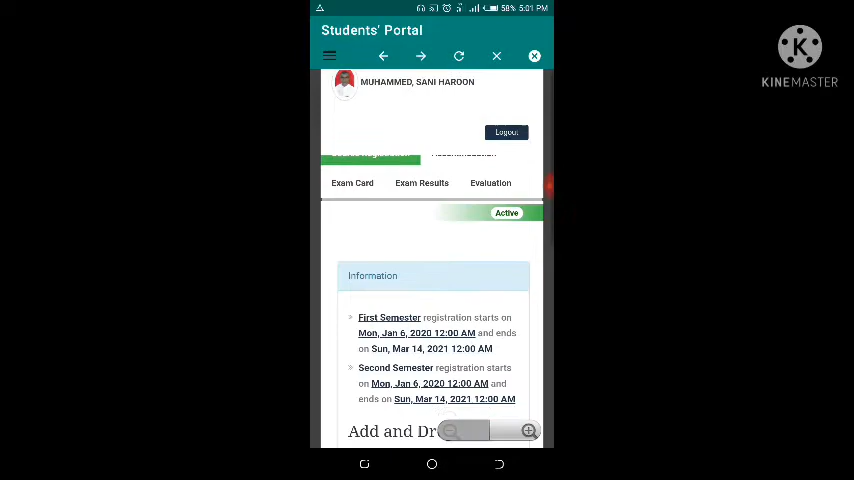 58% 5:01 PM
Students' Portal
K
KINEMASTER
MUHAMMED, SANI HAROON
Logout
Exam Card Exam Results Evaluation
Active
Information
First Semester registration starts on
Mon, Jan 6, 2020 12:00 AM and ends
on Sun, Mar 14, 2021 12:00 AM
Second Semester registration starts
on Mon, Jan 6, 2020 12:00 AM and
ends on Sun, Mar 14, 2021 12:00 AM
Add and Dr